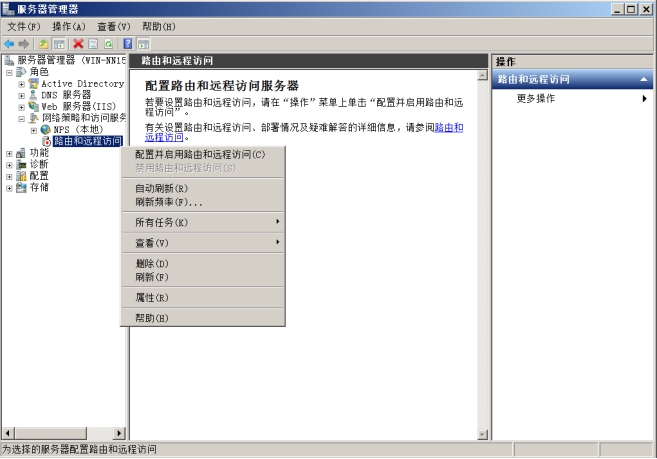 服务器管理器
文件(F) 操作(A) 查看(V) 帮助(H)
服务器管理器 (WIN-NN15
角色
Active Directory
DNS 服务器
Web 服务器(IIS)
网络策略和访问服务
NPS (本地)
路由和远程访问
功能
诊断
配置
存储
路由和远程访问
配置路由和远程访问服务器
若要设置路由和远程访问，请在“操作”菜单上单击“配置并启用路由和远
程访问”。
有关设置路由和远程访问、部署情况及疑难解答的详细信息，请参阅路由和
远程访问。
配置并启用路由和远程访问(C)
禁用路由和远程访问(S)
自动刷新(R)
刷新频率(F)...
所有任务(K)
查看(V)
删除(D)
刷新(F)
属性(R)
帮助(H)
操作
路由和远程访问
更多操作
为选择的服务器配置路由和远程访问